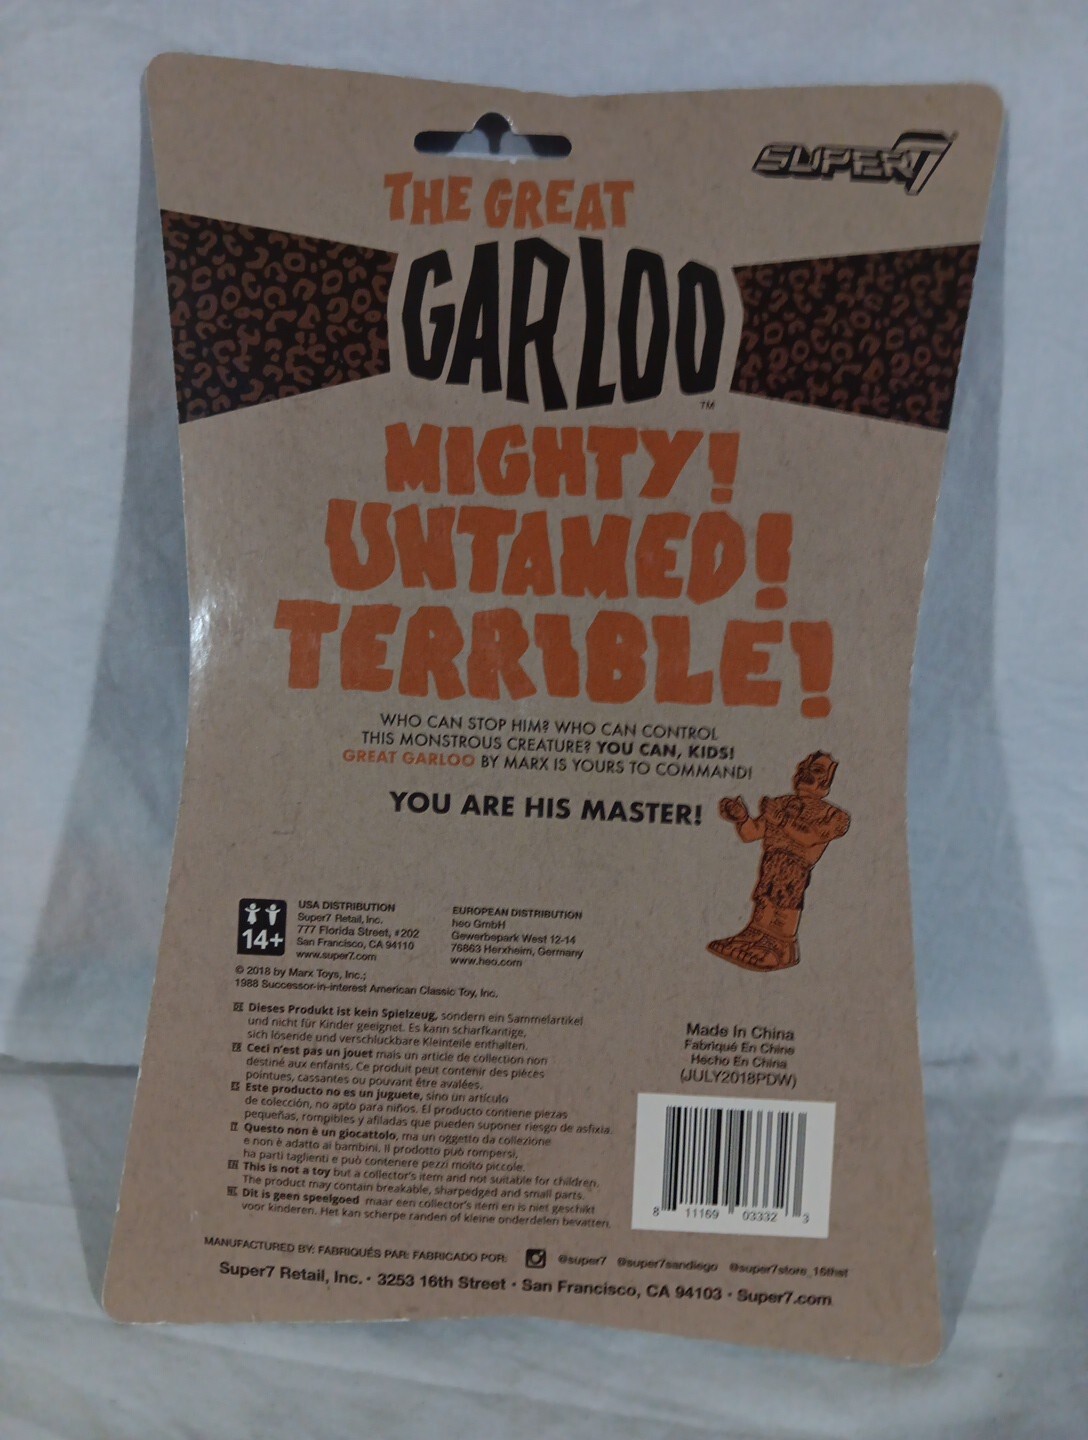 SUPER7
THE GREAT
GARLOO
TM
MIGHTY!
UNTAMED!
TERRIBLE!
WHO CAN STOP HIM? WHO CAN CONTROL
THIS MONSTROUS CREATURE? YOU CAN, KIDS!
GREAT GARLOO BY MARX IS YOURS TO COMMAND!
YOU ARE HIS MASTER!
14+
USA DISTRIBUTION
Super7 Retail, Inc.
777 Florida Street, #202
San Francisco, CA 94110
www.super7.com
EUROPEAN DISTRIBUTION
heo GmbH
Gewerbepark West 12-14
76863 Herxheim, Germany
www.heo.com
© 2018 by Marx Toys, Inc.;
1988 Successor-in-interest American Classic Toy, Inc.
Dieses Produkt ist kein Spielzeug, sondern ein Sammelartikel
und nicht für Kinder geeignet. Es kann scharfkantige,
sich lösende und verschluckbare Kleinteile enthalten.
Ceci n'est pas un jouet mais un article de collection non
destiné aux enfants. Ce produit peut contenir des pièces
pointues, cassantes ou pouvant être avalées.
Este producto no es un juguete, sino un artículo
de colección, no apto para niños. El producto contiene piezas
pequeñas, rompibles y afiladas que pueden suponer riesgo de asfixia.
Questo non è un giocattolo, ma un oggetto da collezione
e non è adatto ai bambini. Il prodotto può rompersi,
ha parti taglienti e può contenere pezzi molto piccole.
This is not a toy but a collector's item and not suitable for children.
The product may contain breakable, sharpedged and small parts.
Dit is geen speelgoed maar een collector's item en is niet geschikt
voor kinderen. Het kan scherpe randen of kleine onderdelen bevatten.
Made In China
Fabriqué En Chine
Hecho En China
(JULY2018PDW)
8 11169 03332 3
MANUFACTURED BY: FABRIQUÉS PAR: FABRICADO POR:
@super7 @super7sandiego @super7store_16thst
Super7 Retail, Inc. • 3253 16th Street • San Francisco, CA 94103 • Super7.com